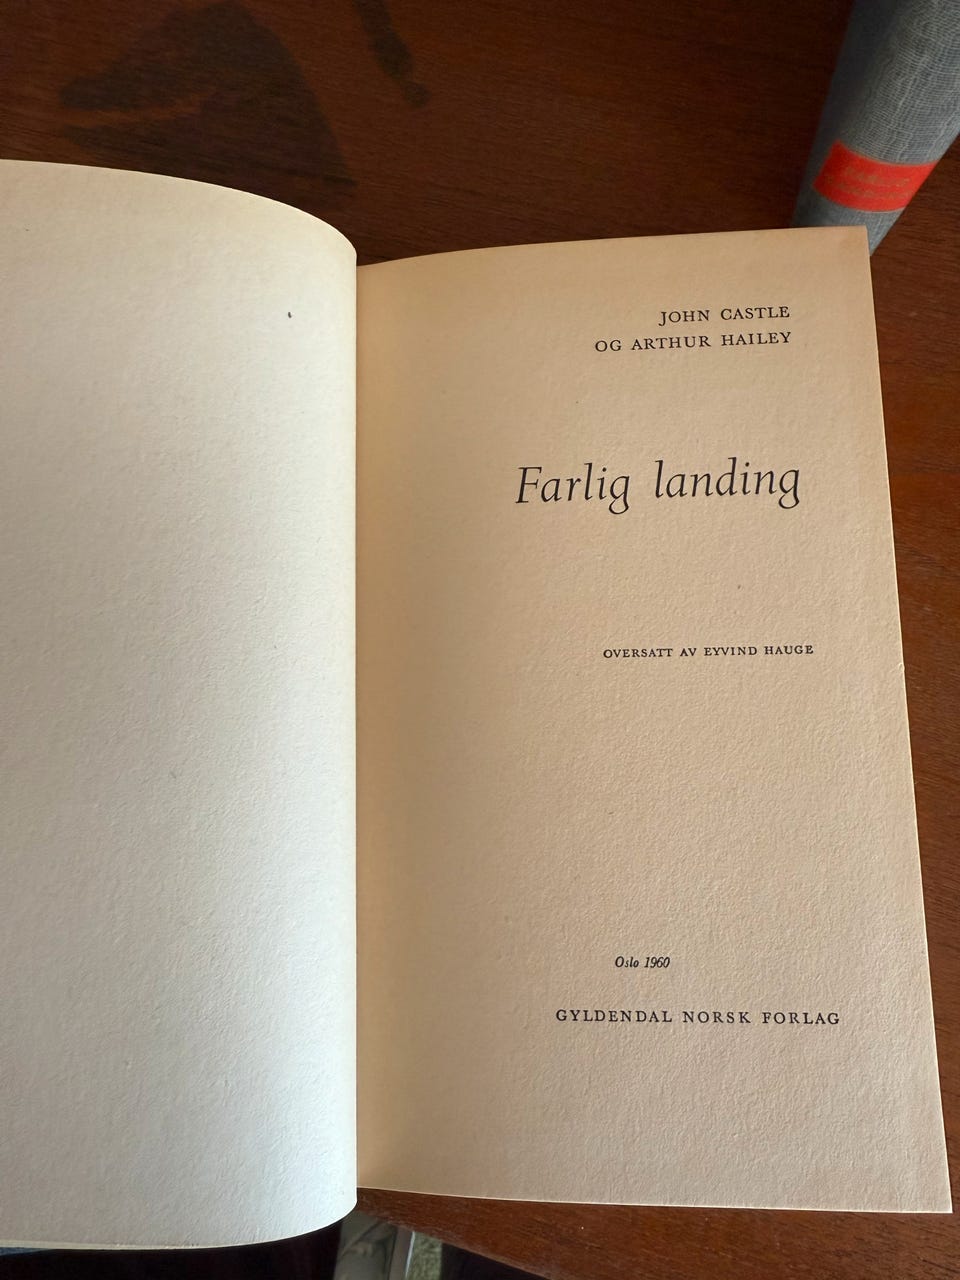 JOHN CASTLE
OG ARTHUR HAILEY
Farlig landing
OVERSATT AV EYVIND HAUGE
Oslo 1960
GYLDENDAL NORSK FORLAG